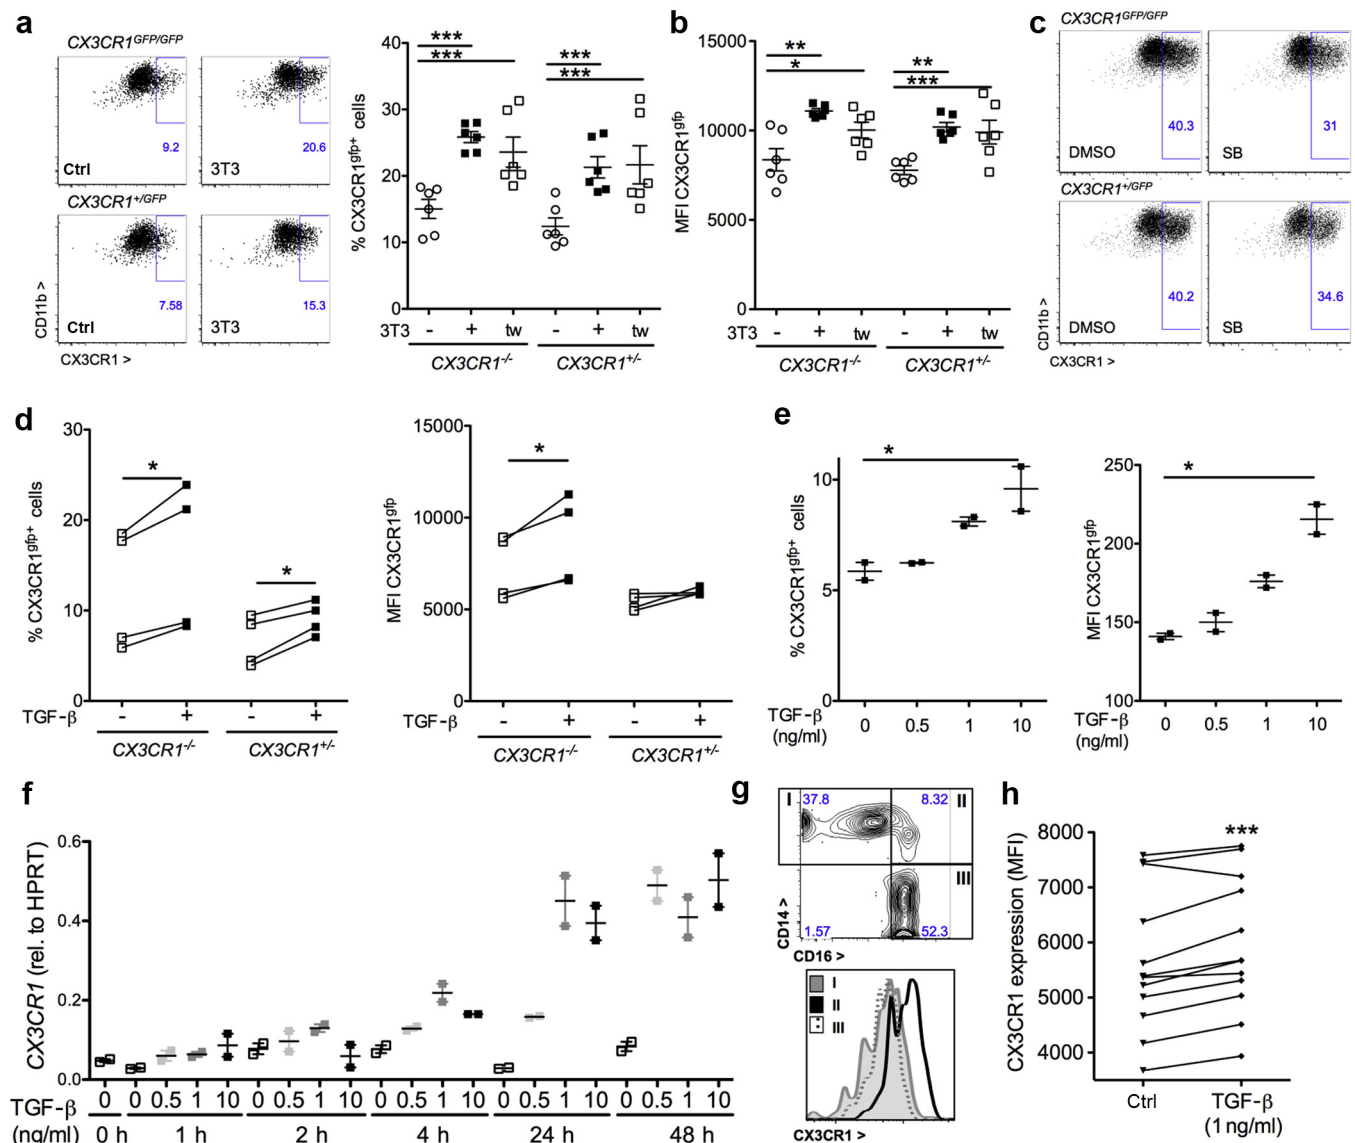 a
CX3CR1GFP/GFP
9.2
Ctrl
20.6
3T3
CX3CR1+/GFP
7.58
Ctrl
15.3
3T3
CD11b >
CX3CR1 >
% CX3CR1gfp+ cells
40
30
20
10
0
***
***
***
***
3T3 - + tw - + tw
CX3CR1-/- CX3CR1+/-
b
MFI CX3CR1gfp
15000
10000
5000
0
**
*
**
***
3T3 - + tw - + tw
CX3CR1-/- CX3CR1+/-
c
CX3CR1GFP/GFP
40.3
DMSO
31
SB
CX3CR1+/GFP
40.2
DMSO
34.6
SB
CD11b >
CX3CR1 >
d
% CX3CR1gfp+ cells
30
20
10
0
*
*
TGF-β - + - +
CX3CR1-/- CX3CR1+/-
MFI CX3CR1gfp
15000
10000
5000
0
*
TGF-β - + - +
CX3CR1-/- CX3CR1+/-
e
% CX3CR1gfp+ cells
10
5
0
*
TGF-β (ng/ml) 0 0.5 1 10
MFI CX3CR1gfp
250
200
150
100
*
TGF-β (ng/ml) 0 0.5 1 10
f
CX3CR1 (rel. to HPRT)
0.6
0.4
0.2
0.0
TGF-β 0 0 0.5 1 10 0 0.5 1 10 0 0.5 1 10 0 0.5 1 10 0 0.5 1 10
(ng/ml) 0 h 1 h 2 h 4 h 24 h 48 h
g
I 37.8 8.32 II
III
1.57 52.3
CD14 >
CD16 >
I
II
III
CX3CR1 >
h
CX3CR1 expression (MFI)
8000
7000
6000
5000
4000
***
Ctrl TGF-β
(1 ng/ml)